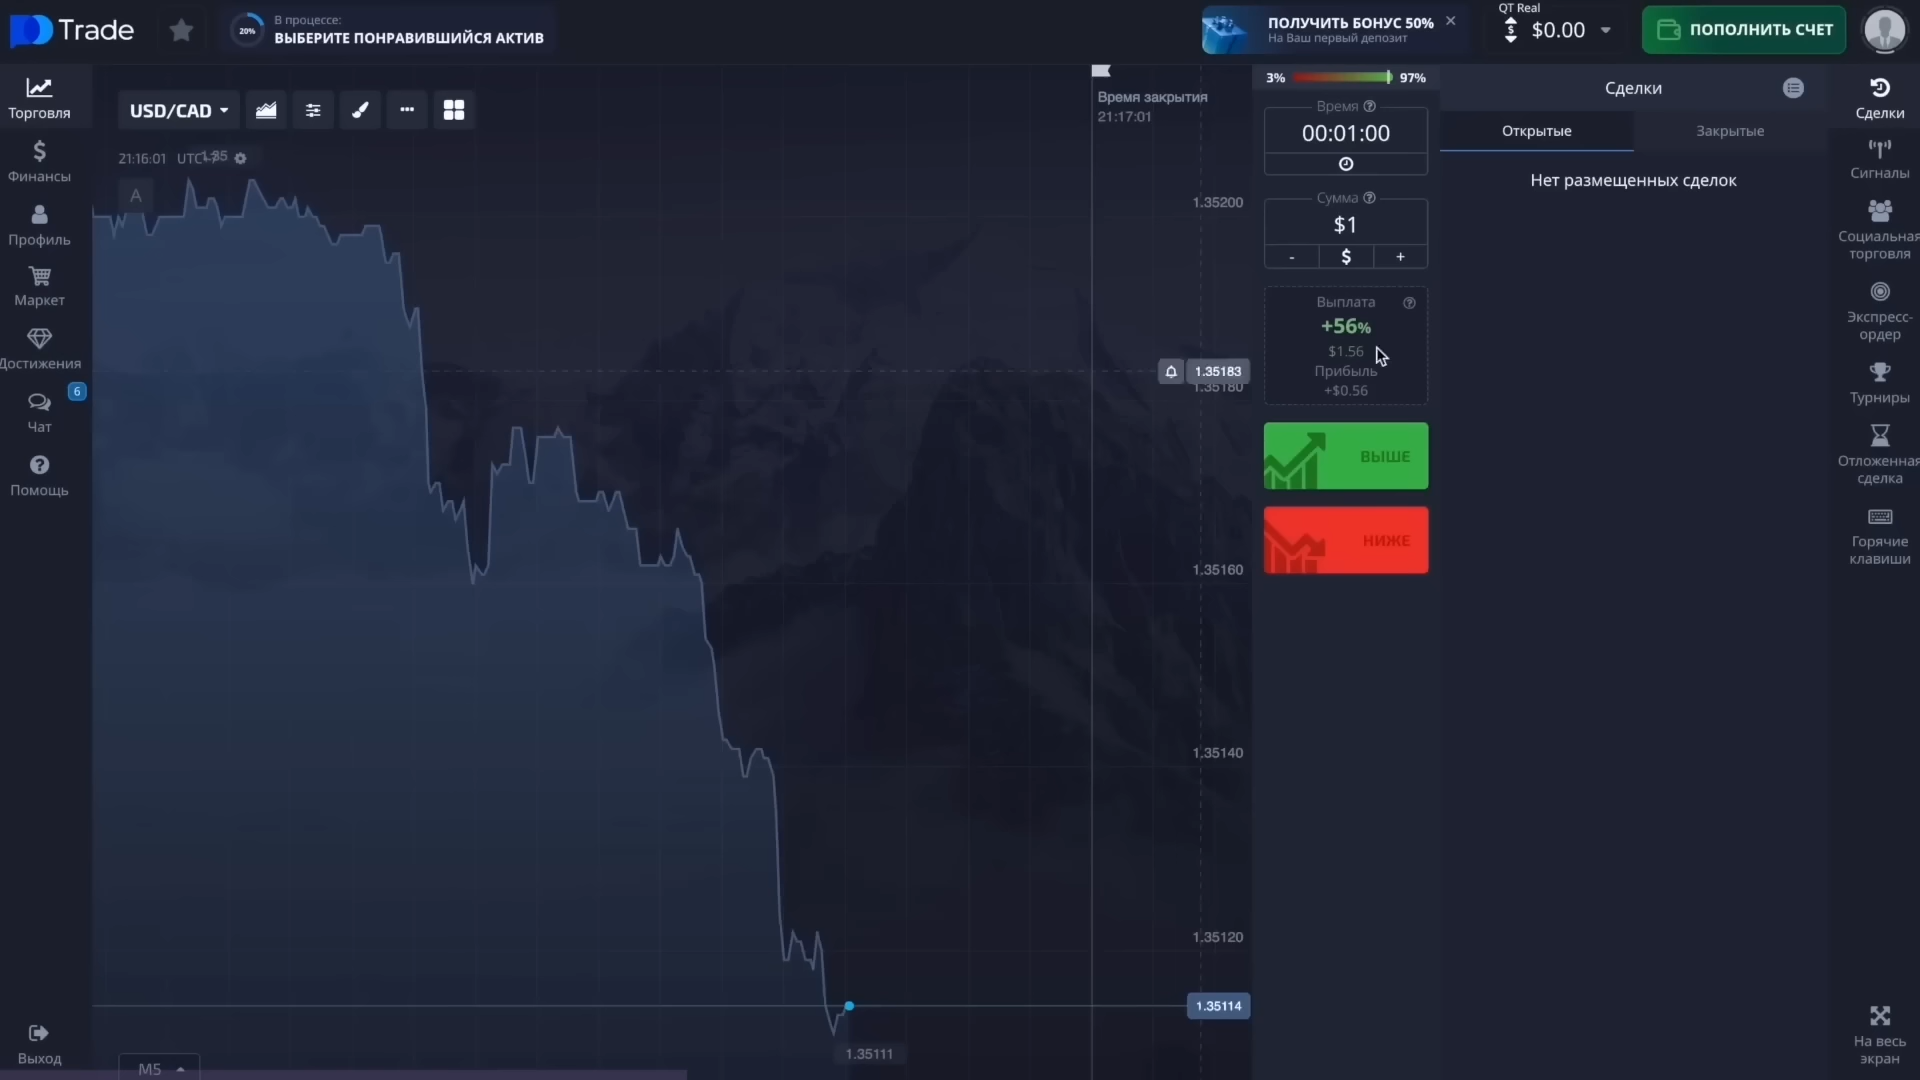 Trade
20%
В процессе:
ВЫБЕРИТЕ ПОНРАВИВШИЙСЯ АКТИВ
ПОЛУЧИТЬ БОНУС 50%
На Ваш первый депозит
QT Real
$0.00
ПОПОЛНИТЬ СЧЕТ
Торговля
Финансы
Профиль
Маркет
Достижения
6
Чат
Помощь
Выход
USD/CAD
21:16:01
A
Время закрытия
21:17:01
1.35200
1.35183
1.35180
1.35160
1.35140
1.35120
1.35114
1.35111
M5
3%
97%
Время
00:01:00
Сумма
$1
- $ +
Выплата
+56%
$1.56
Прибыль
+$0.56
ВЫШЕ
НИЖЕ
Сделки
Открытые
Закрытые
Нет размещенных сделок
Сделки
Сигналы
Социальная
торговля
Экспресс-
ордер
Турниры
Отложенная
сделка
Горячие
клавиши
На весь
экран